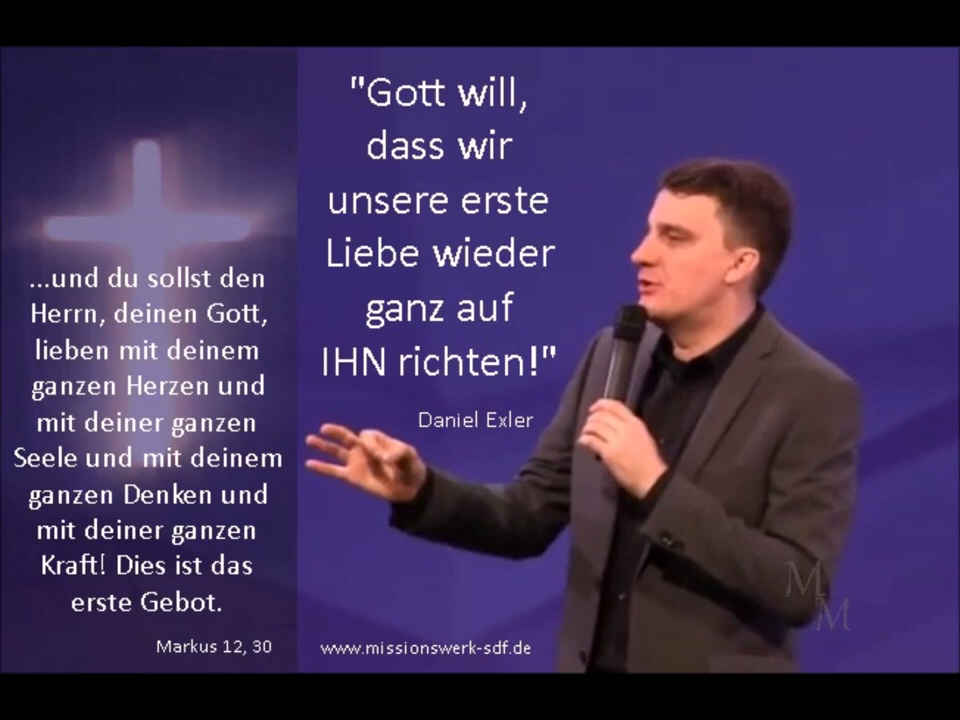 ...und du sollst den
Herrn, deinen Gott,
lieben mit deinem
ganzen Herzen und
mit deiner ganzen
Seele und mit deinem
ganzen Denken und
mit deiner ganzen
Kraft! Dies ist das
erste Gebot.
Markus 12, 30
"Gott will,
dass wir
unsere erste
Liebe wieder
ganz auf
IHN richten!"
Daniel Exler
www.missionswerk-sdf.de
M
M